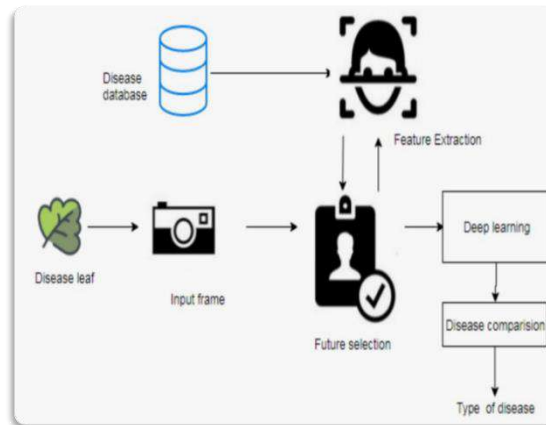 Disease
database
Feature Extraction
Deep learning
Disease leaf
Input frame
Future selection
Disease comparision
Type of disease